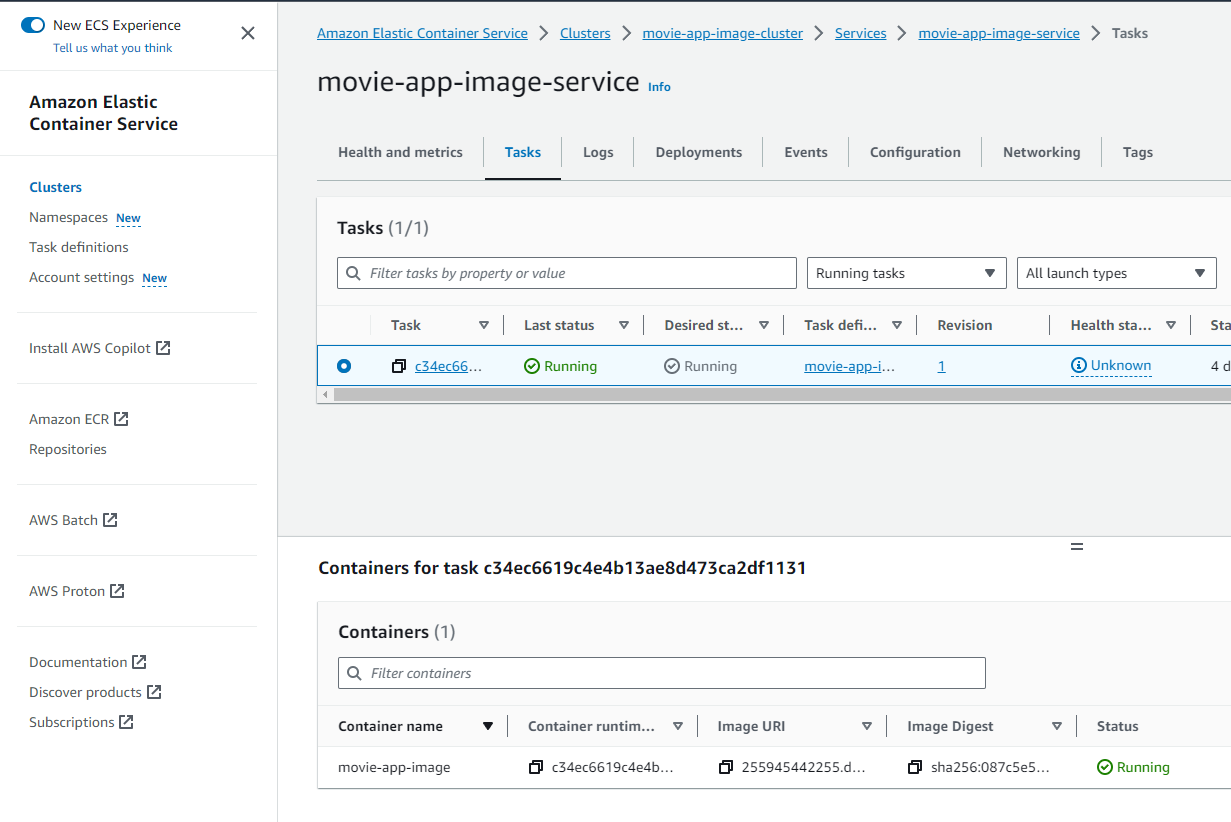 New ECS Experience
Tell us what you think
Amazon Elastic
Container Service
Clusters
Namespaces New
Task definitions
Account settings New
Install AWS Copilot
Amazon ECR
Repositories
AWS Batch
AWS Proton
Documentation
Discover products
Subscriptions
Amazon Elastic Container Service > Clusters > movie-app-image-cluster > Services > movie-app-image-service > Tasks
movie-app-image-service Info
Health and metrics Tasks Logs Deployments Events Configuration Networking Tags
Tasks (1/1)
Filter tasks by property or value Running tasks All launch types
Task Last status Desired st... Task defi... Revision Health sta... Sta
c34ec66... Running Running movie-app-i... 1 Unknown 4 d
Containers for task c34ec6619c4e4b13ae8d473ca2df1131
Containers (1)
Filter containers
Container name Container runtim... Image URI Image Digest Status
movie-app-image c34ec6619c4e4b... 255945442255.d... sha256:087c5e5... Running